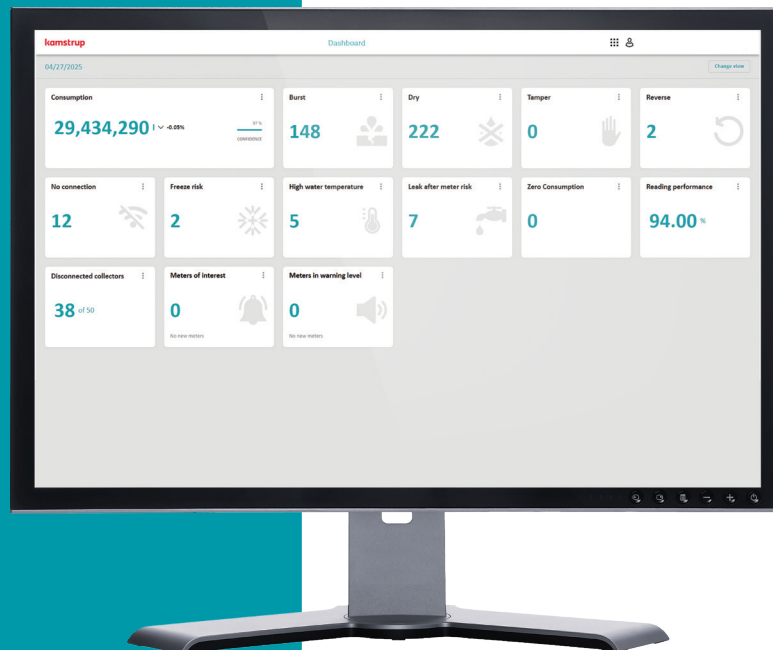 kamstrup
Dashboard
04/27/2025
Change view
Consumption
29,434,290 l -0.05%
97 %
CONFIDENCE
Burst
148
Dry
222
Tamper
0
Reverse
2
No connection
12
Freeze risk
2
High water temperature
5
Leak after meter risk
7
Zero Consumption
0
Reading performance
94.00 %
Disconnected collectors
38 of 50
Meters of interest
0
No new meters
Meters in warning level
0
No new meters